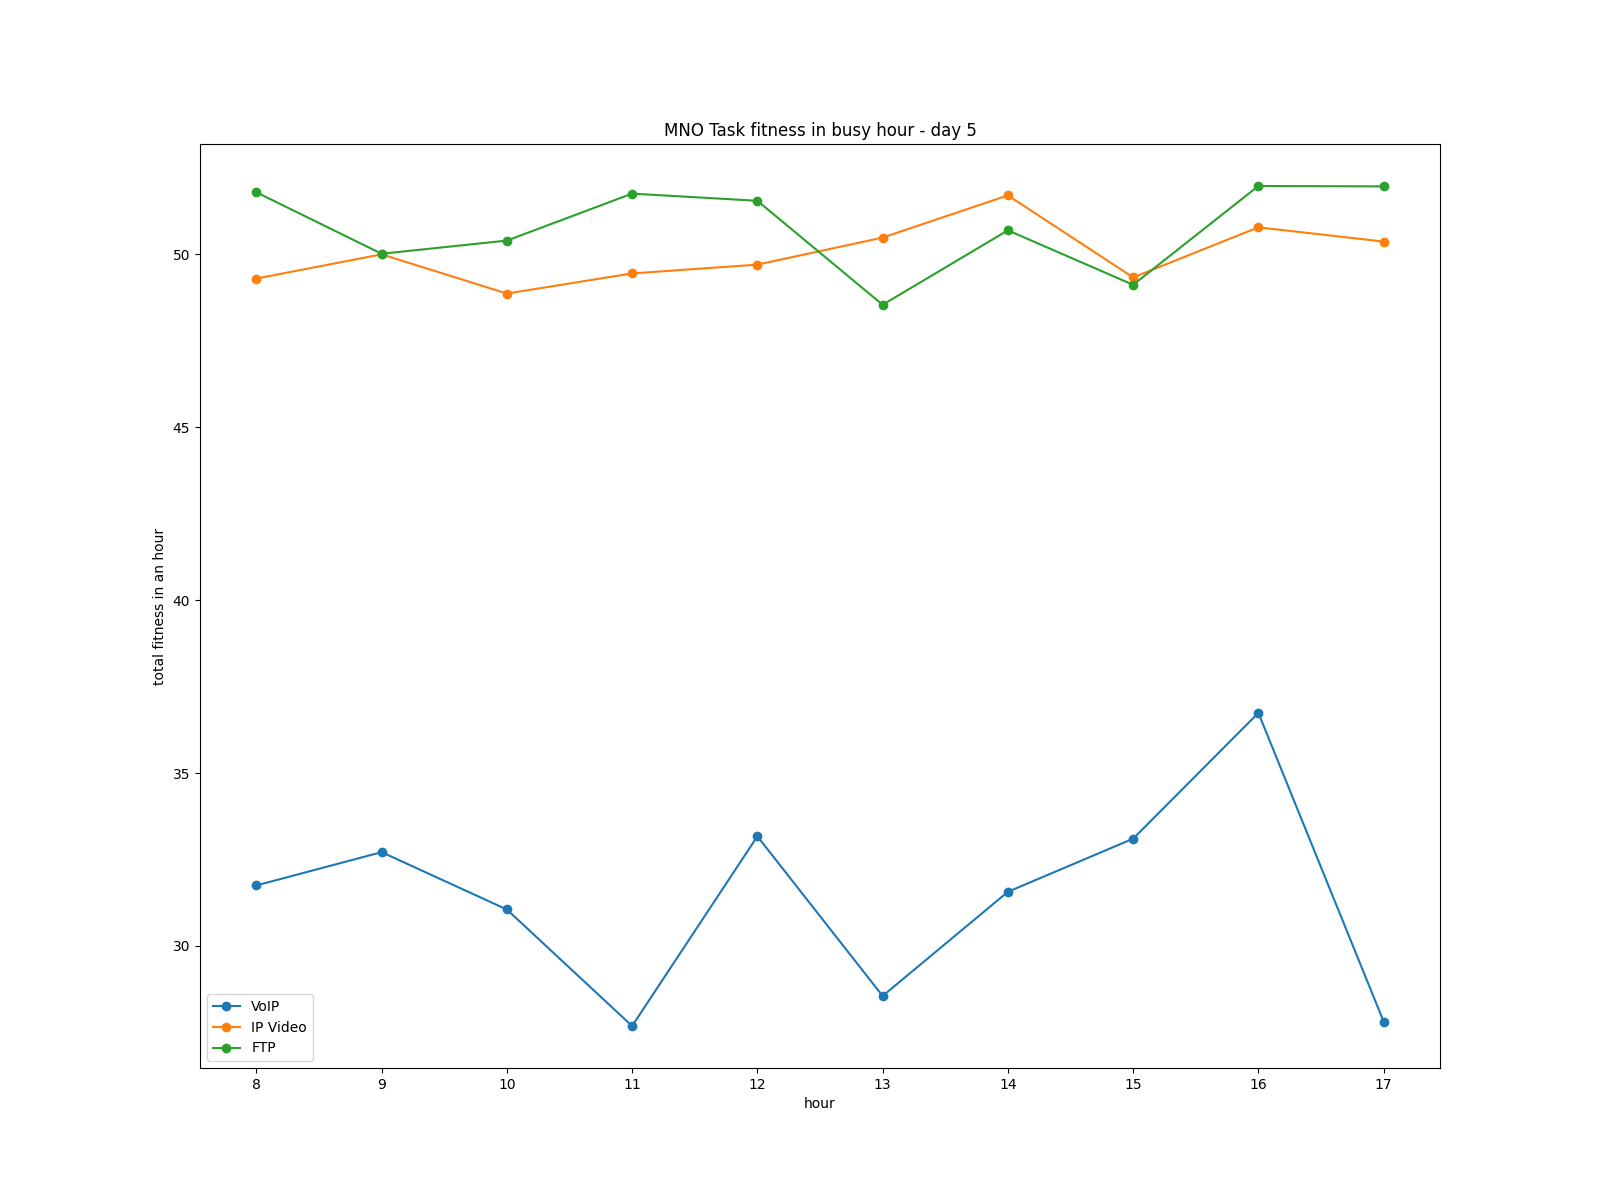 MNO Task fitness in busy hour - day 5
total fitness in an hour
50
45
40
35
30
VoIP
IP Video
FTP
8 9 10 11 12 13 14 15 16 17
hour